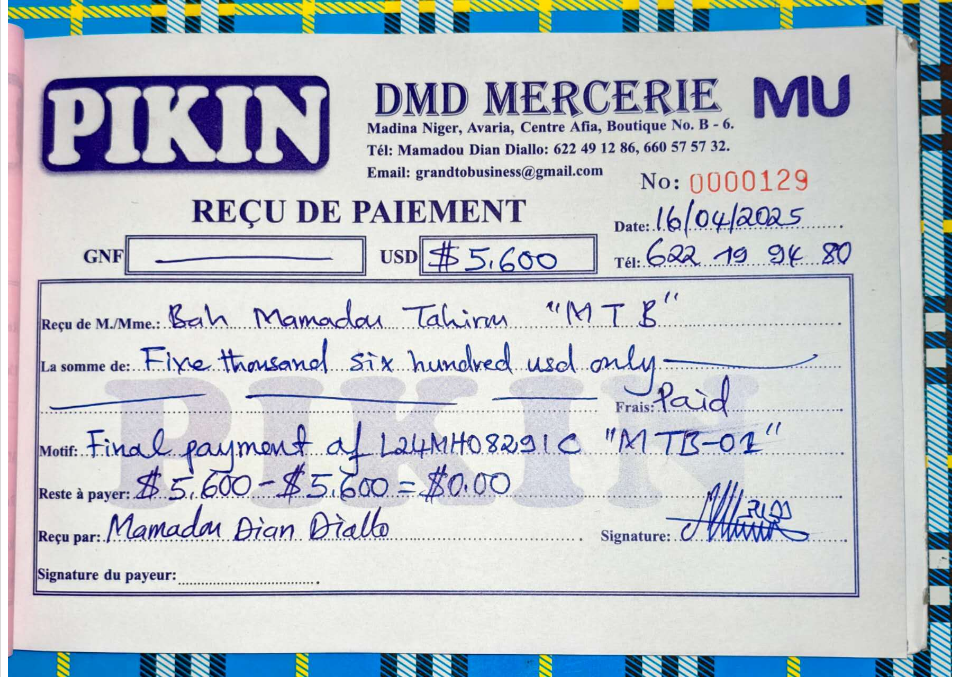 PIKIN
DMD MERCERIE MU
Madina Niger, Avaria, Centre Afia, Boutique No. B - 6.
Tél: Mamadou Dian Diallo: 622 49 12 86, 660 57 57 32.
Email: grandtobusiness@gmail.com
No: 0000129
REÇU DE PAIEMENT
Date: 16/04/2025
GNF USD $5.600
Tél: 622 19 94 80
Reçu de M./Mme.: Bah Mamadou Tahirou "MTB"
La somme de: Five thousand six hundred usd only
Frais: Paid
PIKIN
Motif: Final payment of L24MH08291C "MTB-01"
Reste à payer: $5.600-$5.600=$0.00
Reçu par: Mamadou Dian Diallo Signature:
Signature du payeur: